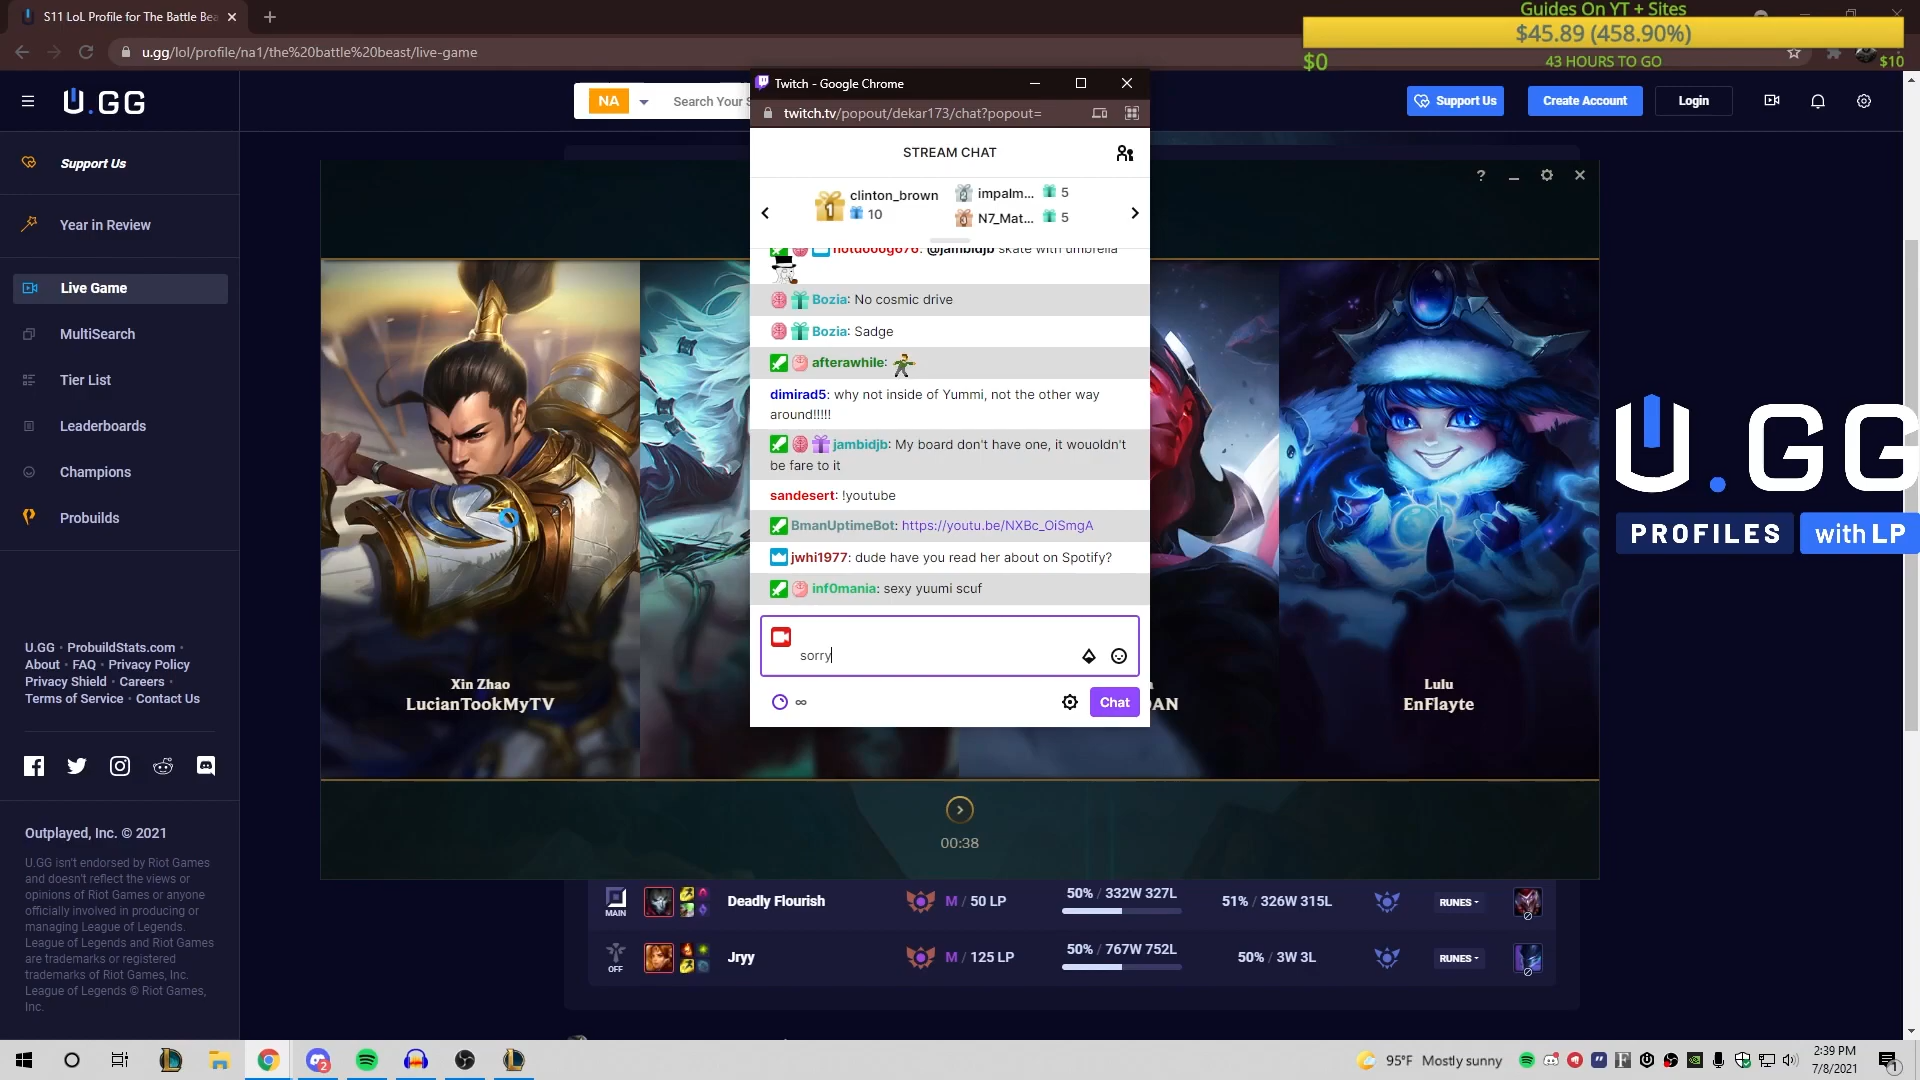 S11 LoL Profile for The Battle Bea
Guides On YT + Sites
$45.89 (458.90%)
$0
43 HOURS TO GO
$10
u.gg/lol/profile/na1/the%20battle%20beast/live-game
U.GG
NA
Search Your S
Support Us
Create Account
Login
Twitch - Google Chrome
twitch.tv/popout/dekar173/chat?popout=
STREAM CHAT
1
clinton_brown
10
2
impalm...
5
3
N7_Mat...
5
hotdooog676: @jambidjb skate with umbrella
Bozia: No cosmic drive
Bozia: Sadge
afterawhile:
dimirad5: why not inside of Yummi, not the other way
around!!!!!
jambidjb: My board don't have one, it wouoldn't
be fare to it
sandesert: !youtube
BmanUptimeBot: https://youtu.be/NXBc_OiSmgA
jwhi1977: dude have you read her about on Spotify?
inf0mania: sexy yuumi scuf
sorry
∞
Chat
Support Us
Year in Review
Live Game
MultiSearch
Tier List
Leaderboards
Champions
Probuilds
U.GG • ProbuildStats.com •
About • FAQ • Privacy Policy
Privacy Shield • Careers •
Terms of Service • Contact Us
Outplayed, Inc. © 2021
U.GG isn't endorsed by Riot Games
and doesn't reflect the views or
opinions of Riot Games or anyone
officially involved in producing or
managing League of Legends.
League of Legends and Riot Games
are trademarks or registered
trademarks of Riot Games, Inc.
League of Legends © Riot Games,
Inc.
?
Xin Zhao
LucianTookMyTV
AN
Lulu
EnFlayte
00:38
U.GG
PROFILES
with LP
MAIN
Deadly Flourish
M / 50 LP
50% / 332W 327L
51% / 326W 315L
RUNES
OFF
Jryy
M / 125 LP
50% / 767W 752L
50% / 3W 3L
RUNES
2
95°F Mostly sunny
2:39 PM
7/8/2021
1